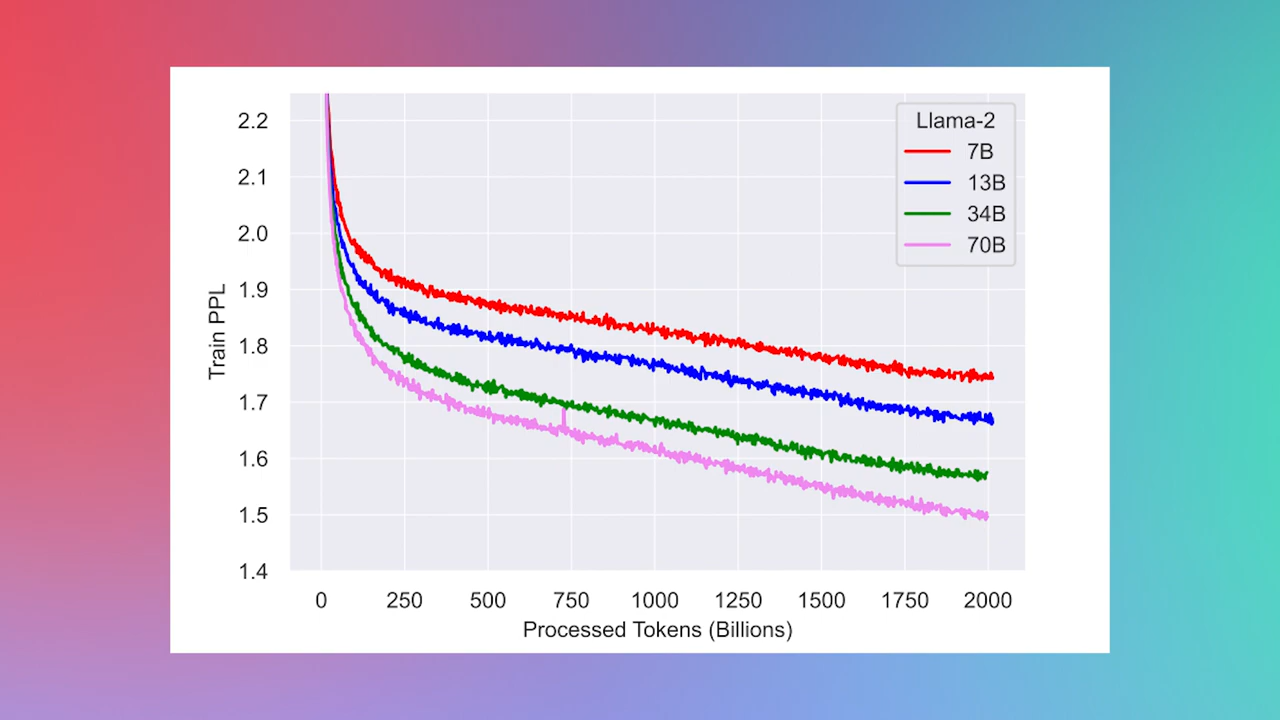 2.2
2.1
2.0
1.9
1.8
1.7
1.6
1.5
1.4
Train PPL
Llama-2
7B
13B
34B
70B
0 250 500 750 1000 1250 1500 1750 2000
Processed Tokens (Billions)